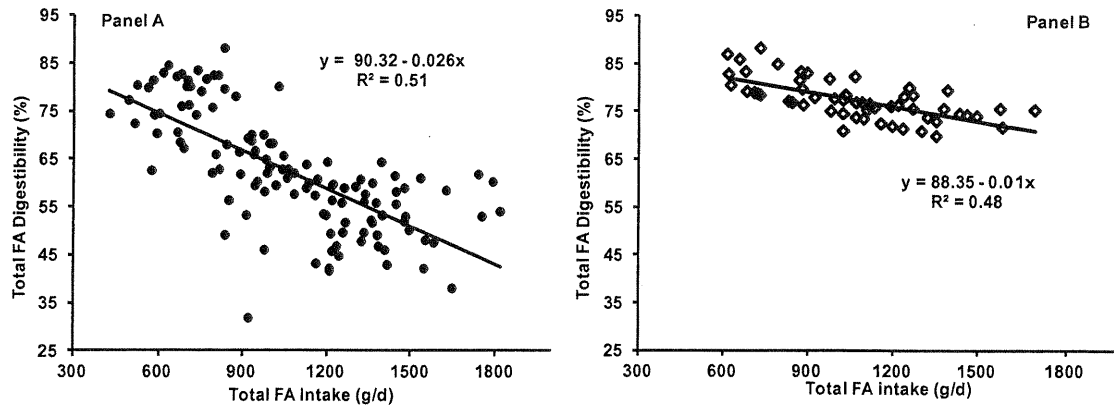 Panel A
y = 90.32 - 0.026x
R² = 0.51
Total FA Digestibility (%)
95
85
75
65
55
45
35
25
300 600 900 1200 1500 1800
Total FA Intake (g/d)
Panel B
y = 88.35 - 0.01x
R² = 0.48
Total FA Digestibility (%)
95
85
75
65
55
45
35
25
300 600 900 1200 1500 1800
Total FA intake (g/d)